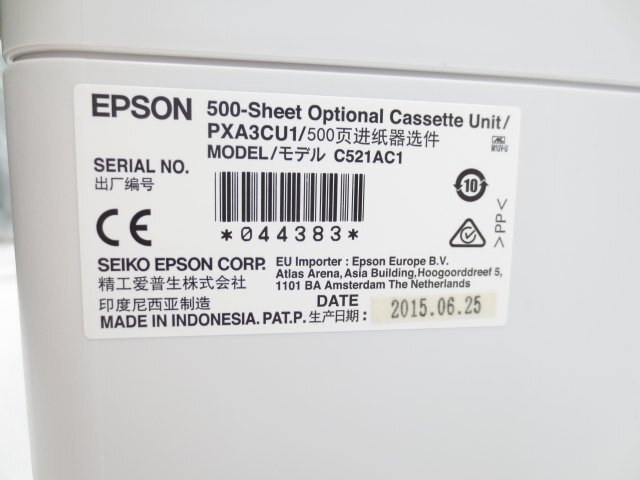 EPSON 500-Sheet Optional Cassette Unit/
PXA3CU1/500页进纸器选件
MODEL/モデル C521AC1
SERIAL NO.
出厂编号
*044383*
CE
10
>PP<
SEIKO EPSON CORP.
精工爱普生株式会社
印度尼西亚制造
MADE IN INDONESIA. PAT.P.
EU Importer : Epson Europe B.V.
Atlas Arena, Asia Building, Hoogoorddreef 5,
1101 BA Amsterdam The Netherlands
DATE
生产日期: 2015.06.25